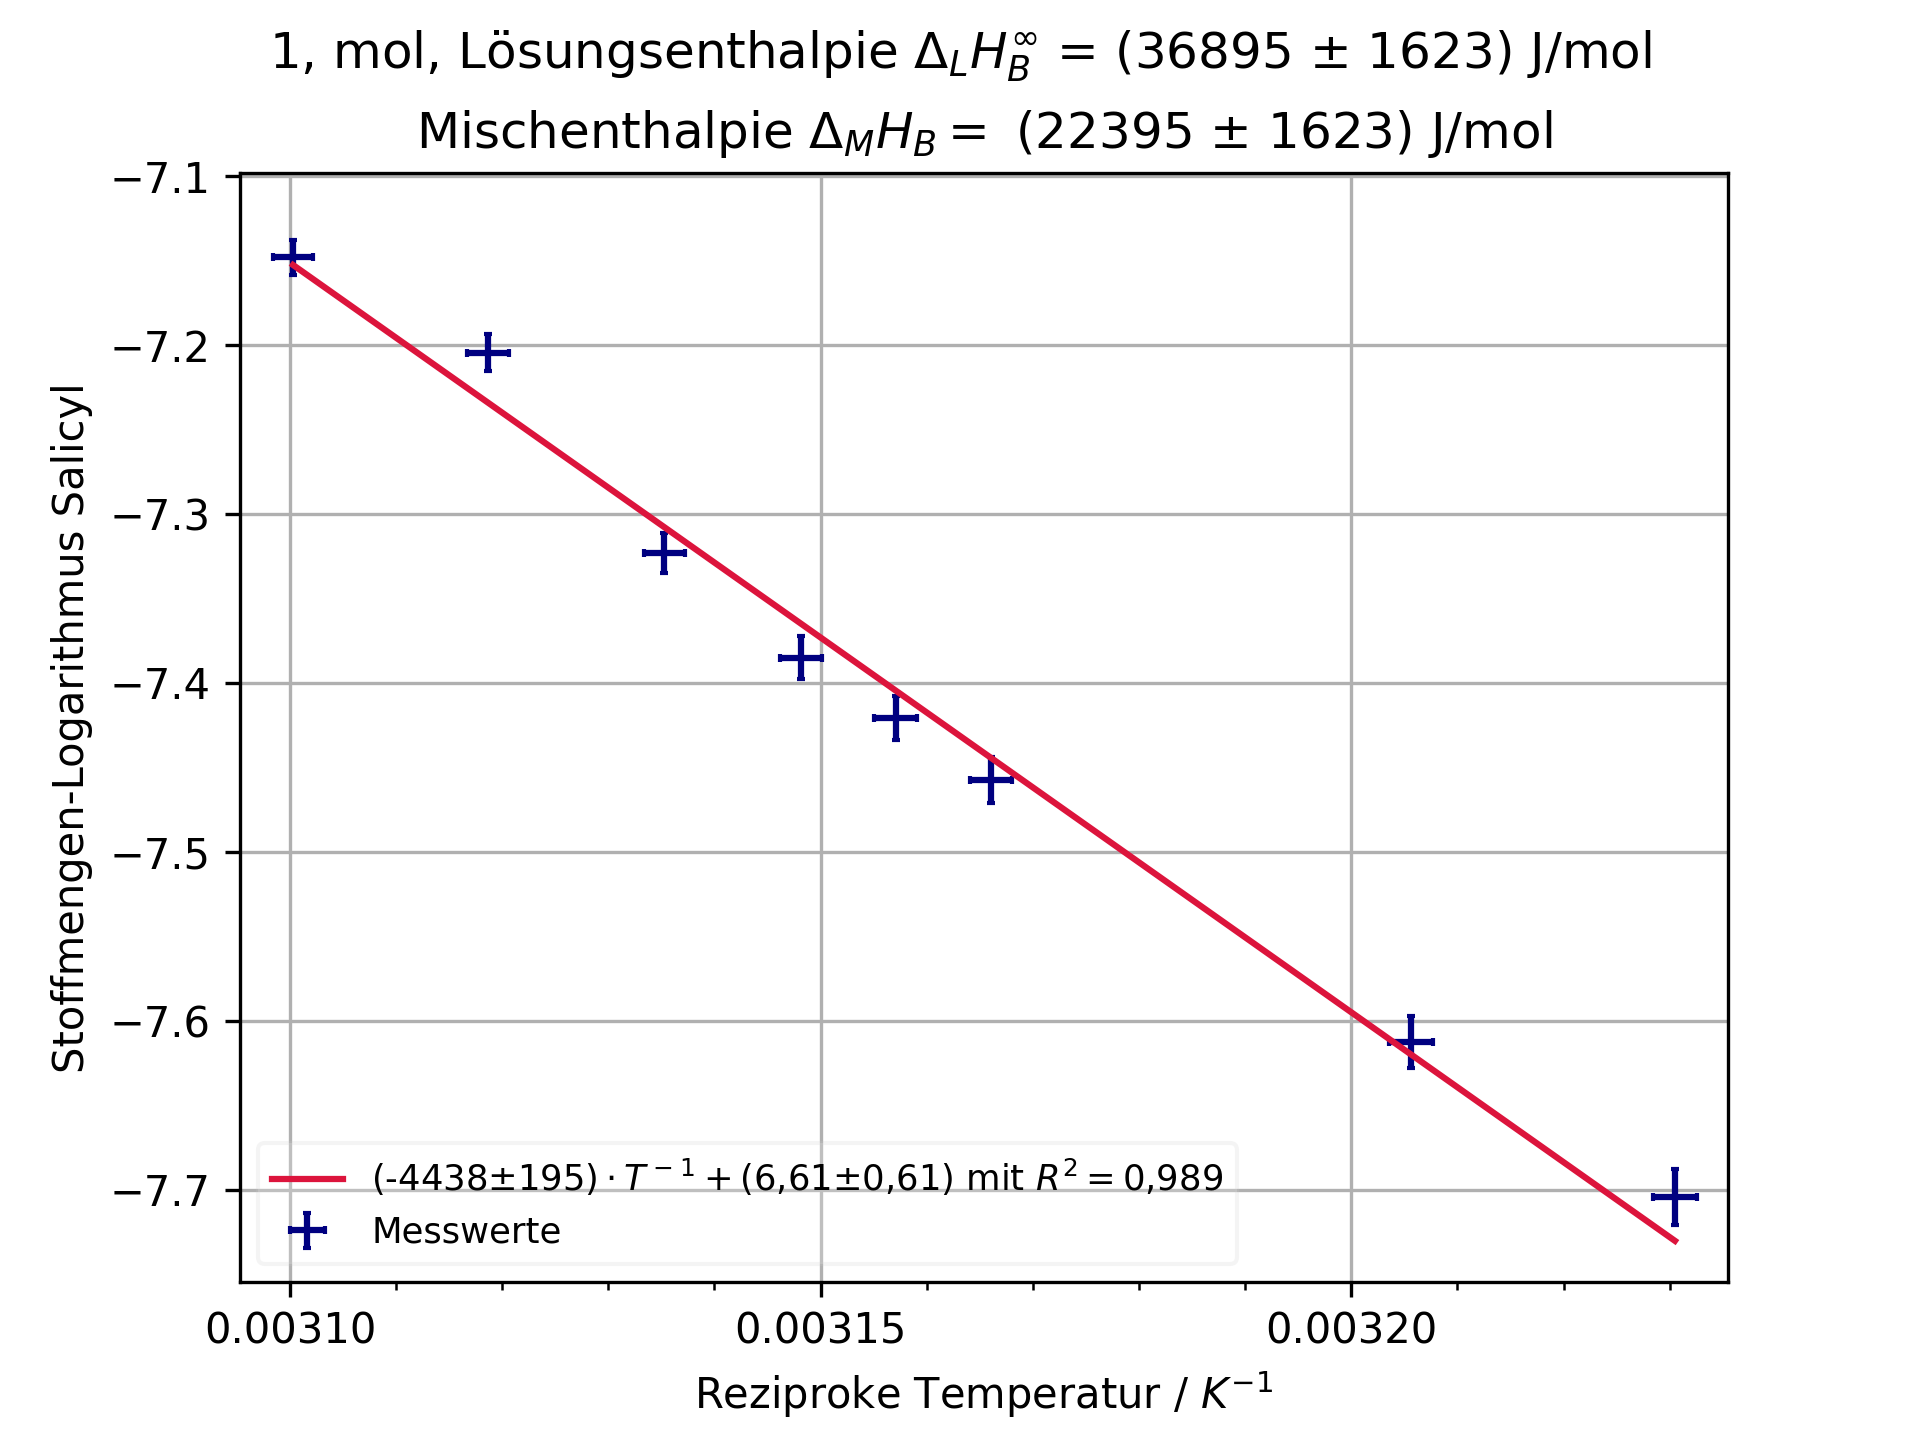 1, mol, Lösungsenthalpie Δ_L H_B^∞ = (36895 ± 1623) J/mol
Mischenthalpie Δ_M H_B = (22395 ± 1623) J/mol
−7.1
−7.2
−7.3
−7.4
−7.5
−7.6
−7.7
Stoffmengen-Logarithmus Salicyl
(-4438±195) · T⁻¹ + (6,61±0,61) mit R² = 0,989
Messwerte
0.00310 0.00315 0.00320
Reziproke Temperatur / K⁻¹